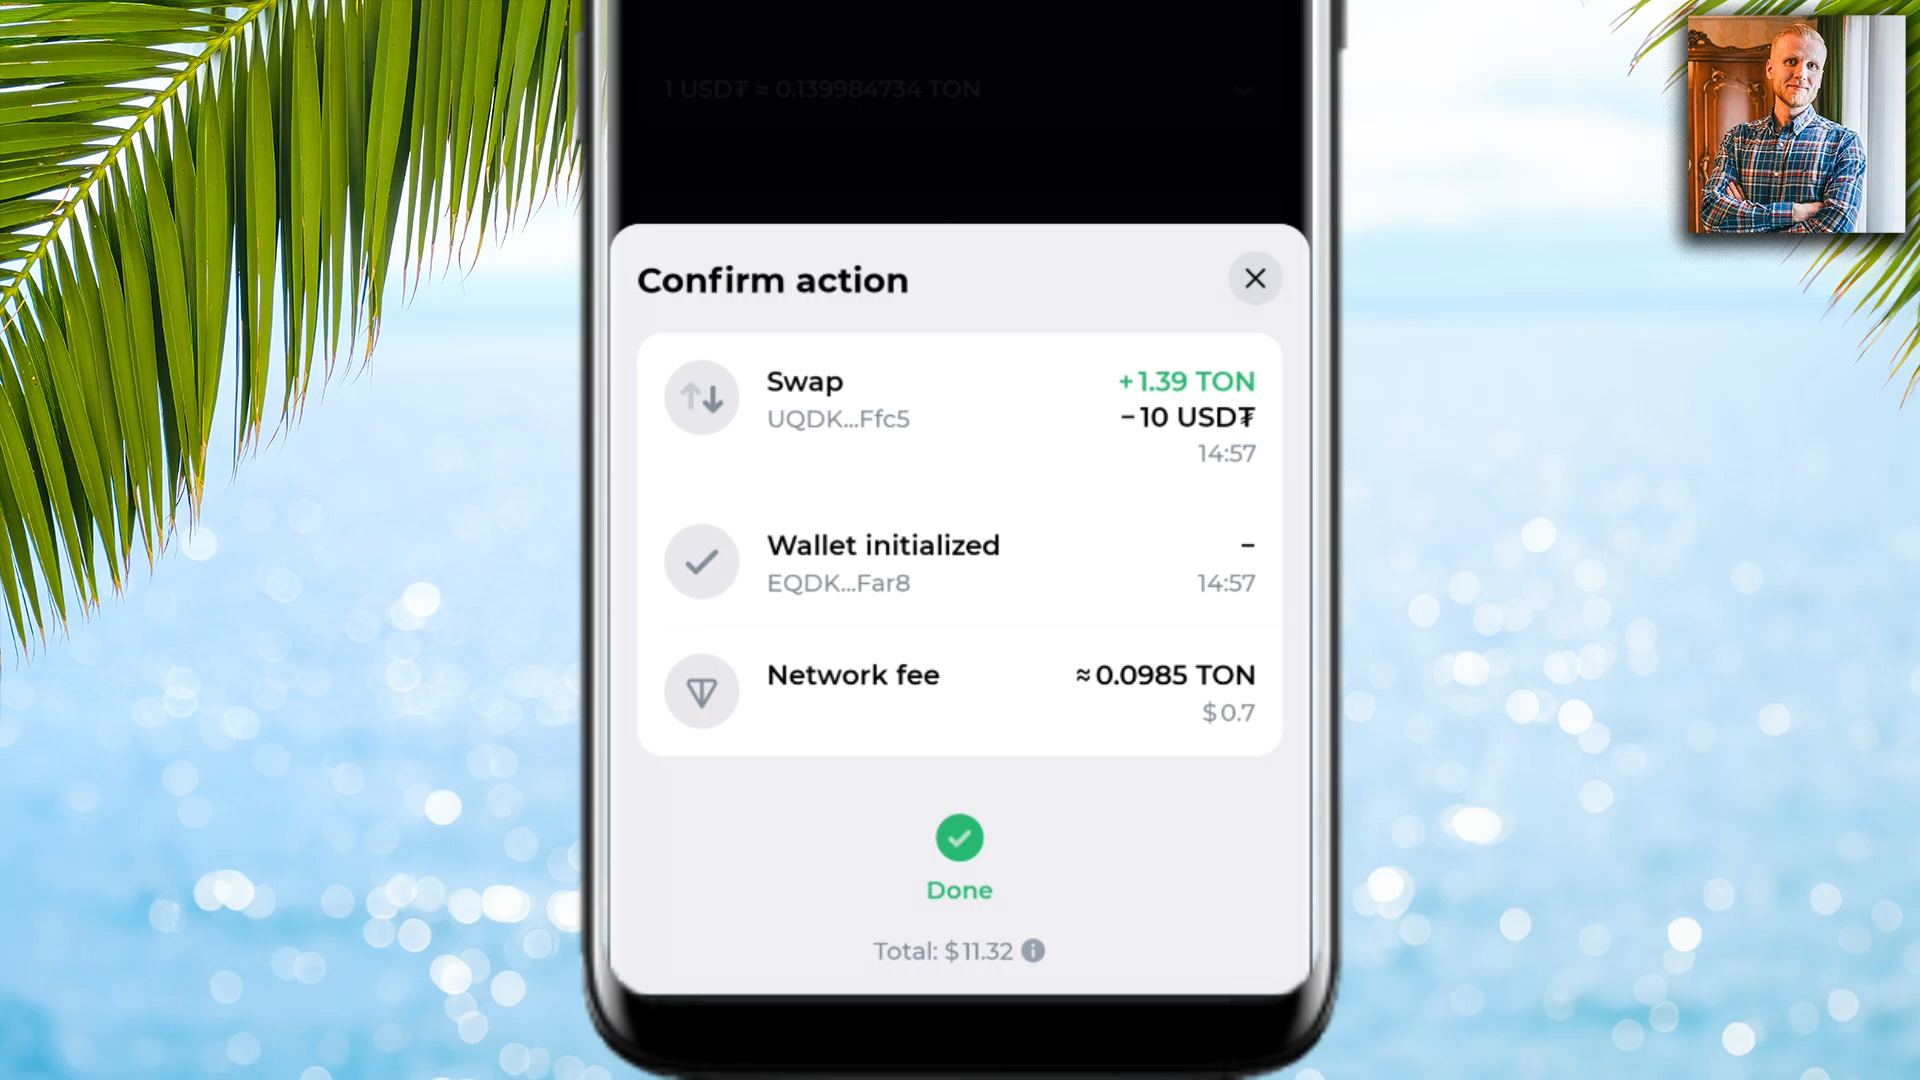 1 USD₮ ≈ 0.139984734 TON
Confirm action
Swap
+1.39 TON
UQDK...Ffc5
−10 USD₮
14:57
Wallet initialized
−
EQDK...Far8
14:57
Network fee
≈ 0.0985 TON
$0.7
Done
Total: $11.32